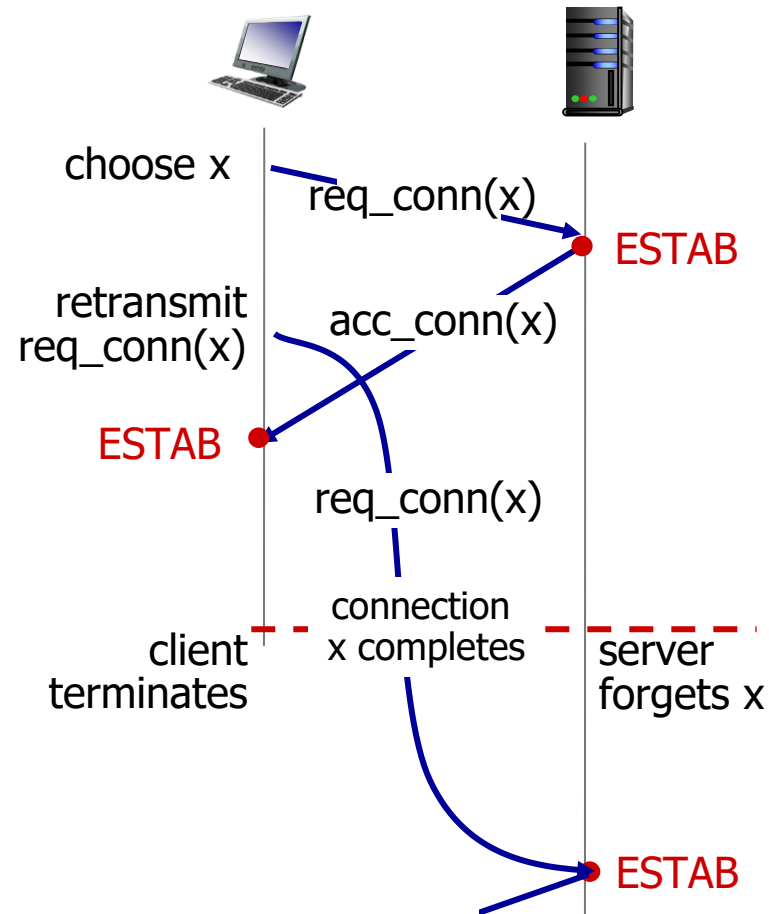 choose x
req_conn(x)
ESTAB
retransmit
req_conn(x)
acc_conn(x)
ESTAB
req_conn(x)
connection
x completes
client
terminates
server
forgets x
ESTAB